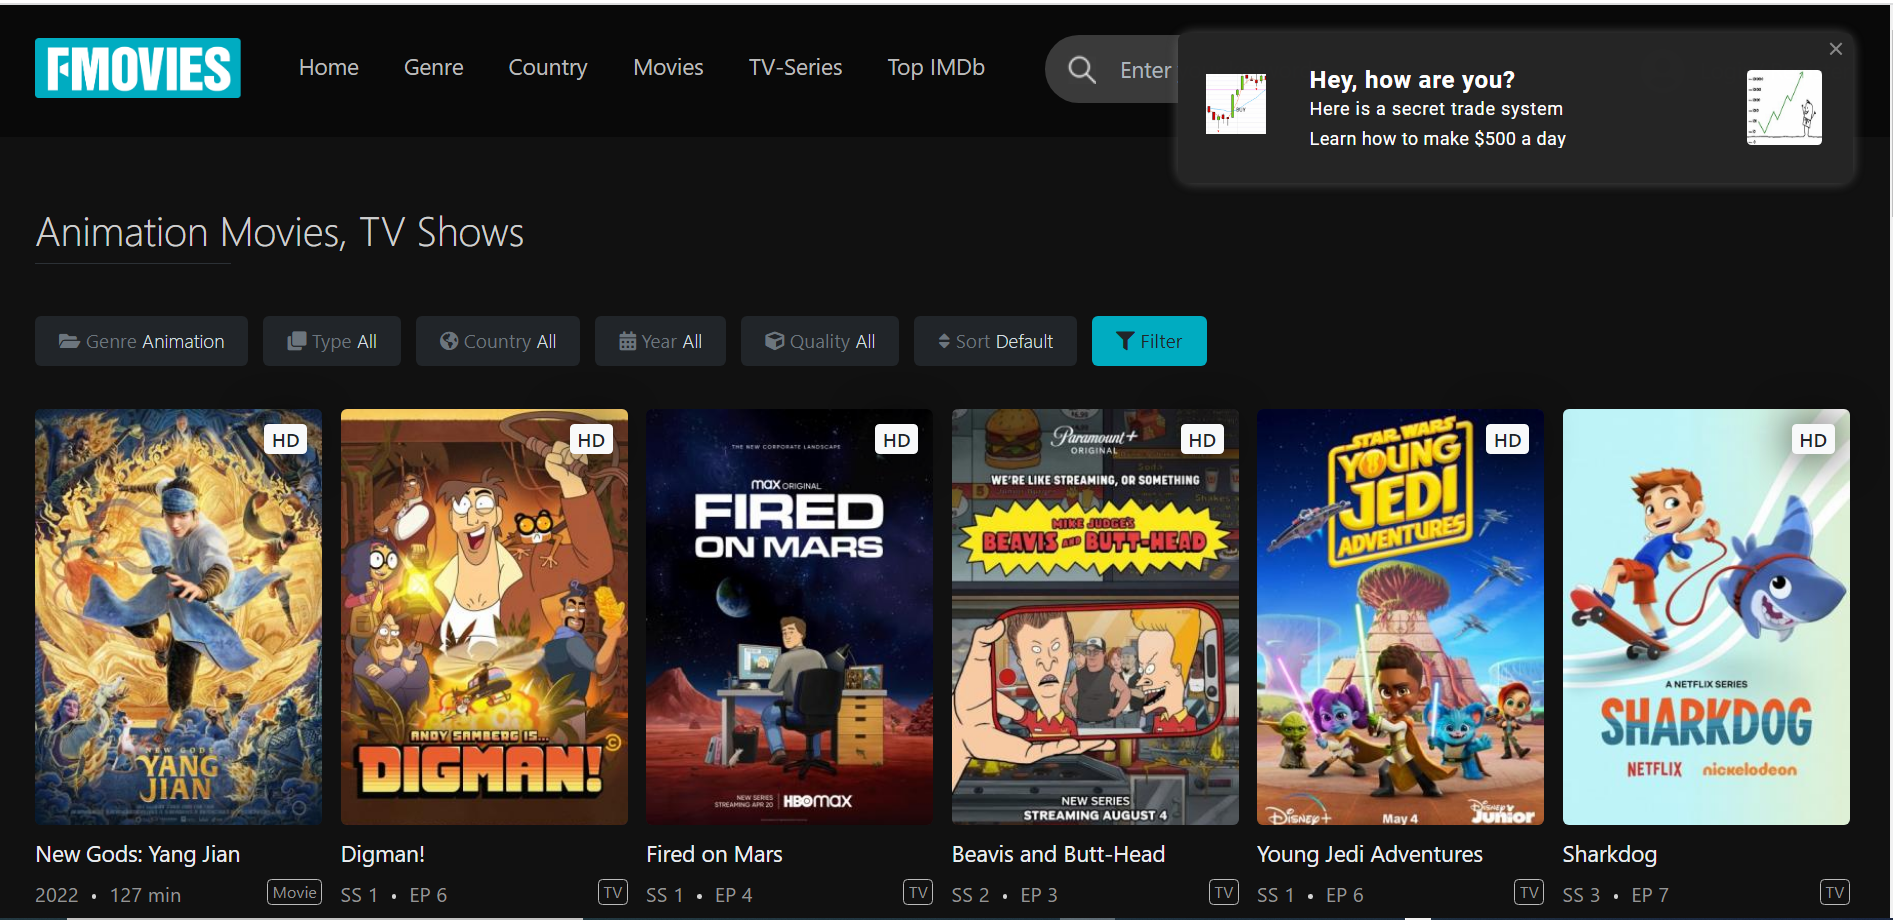 FMOVIES
Home Genre Country Movies TV-Series Top IMDb
Enter
Hey, how are you?
Here is a secret trade system
Learn how to make $500 a day
BUY
Animation Movies, TV Shows
Genre Animation
Type All
Country All
Year All
Quality All
Sort Default
Filter
HD
NEW GODS
YANG
JIAN
New Gods: Yang Jian
2022 • 127 min Movie
HD
ANDY SAMBERG IS...
DIGMAN!
Digman!
SS 1 • EP 6 TV
HD
THE NEW CORPORATE LANDSCAPE
max ORIGINAL
FIRED
ON MARS
NEW SERIES
STREAMING APR 20
HBOMAX
Fired on Mars
SS 1 • EP 4 TV
HD
Paramount+
ORIGINAL
WE'RE LIKE STREAMING, OR SOMETHING
MIKE JUDGE'S
BEAVIS AND BUTT-HEAD
NEW SERIES
STREAMING AUGUST 4
Beavis and Butt-Head
SS 2 • EP 3 TV
HD
STAR WARS
YOUNG
JEDI
ADVENTURES
Disney+
May 4
Disney
Junior
Young Jedi Adventures
SS 1 • EP 6 TV
HD
A NETFLIX SERIES
SHARKDOG
NETFLIX nickelodeon
Sharkdog
SS 3 • EP 7 TV